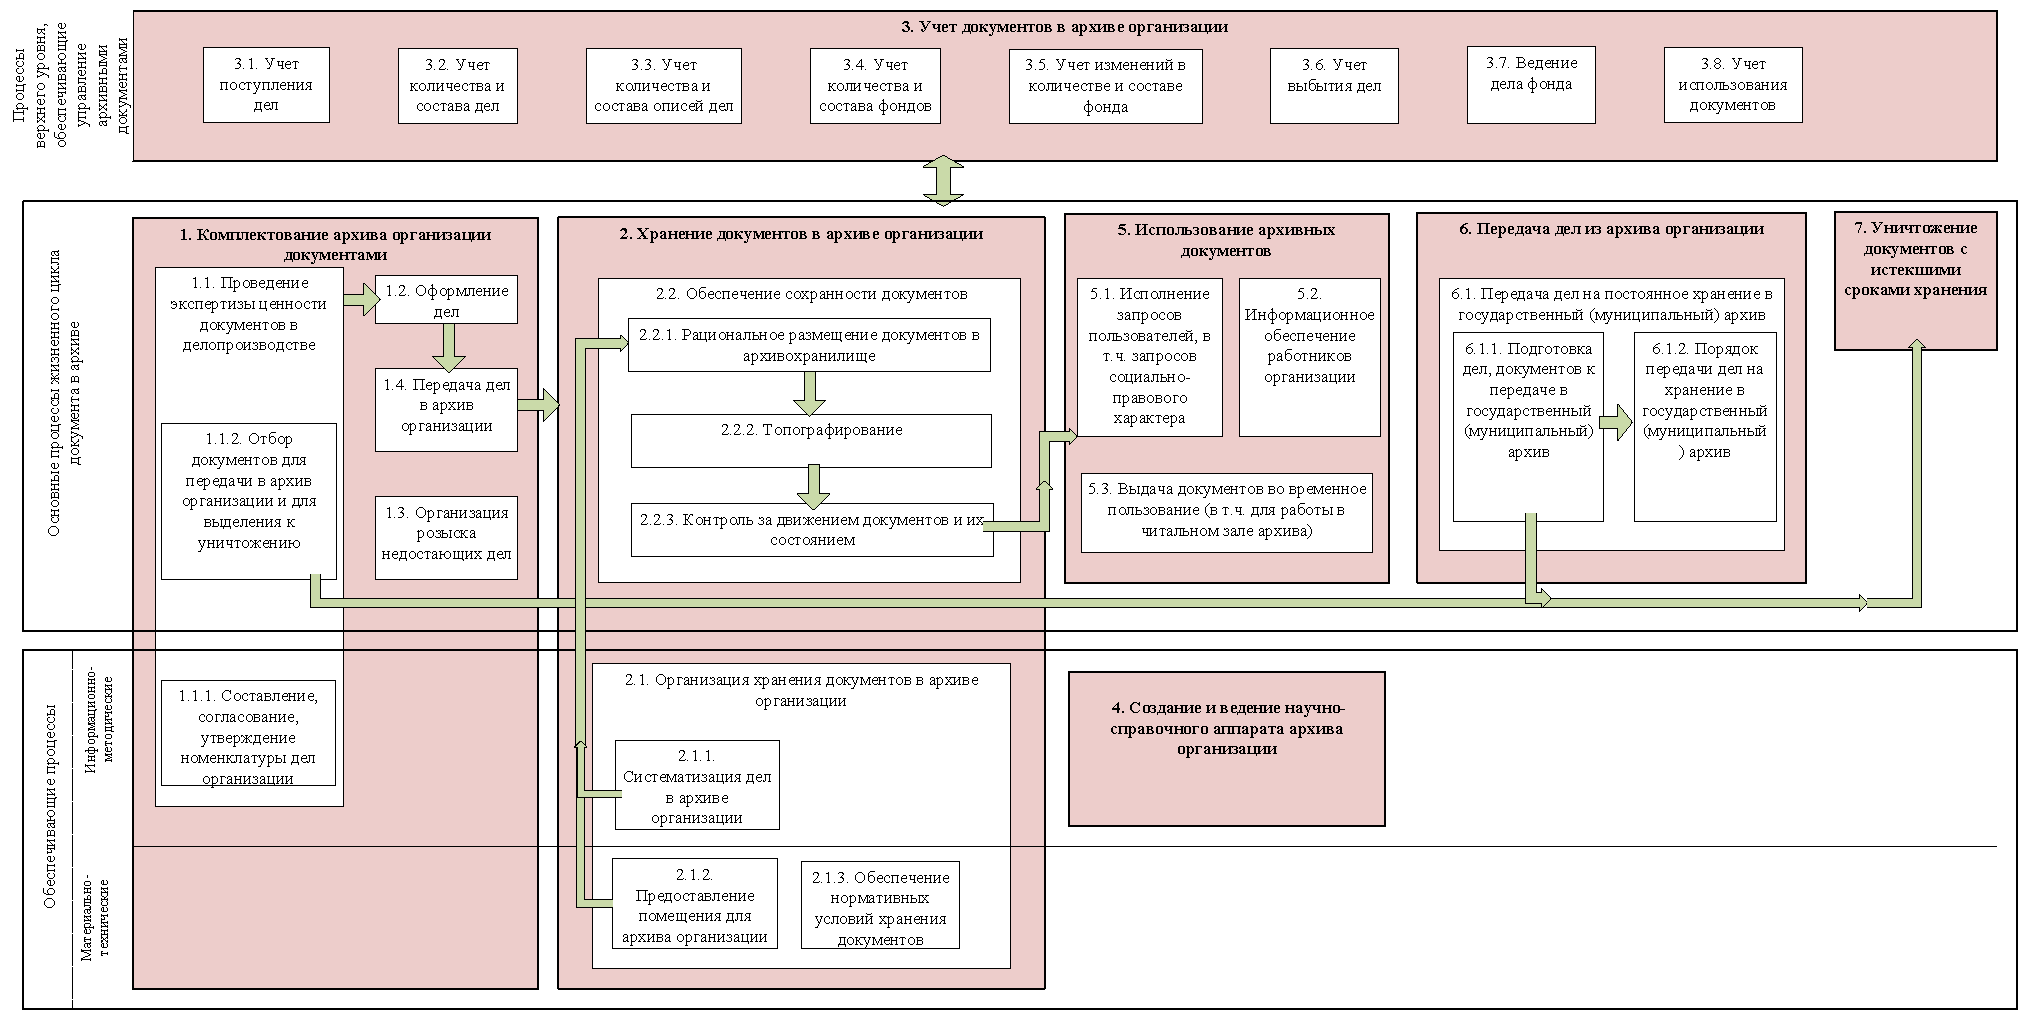 Процессы
верхнего уровня,
обеспечивающие
управление
архивными
документами
3. Учет документов в архиве организации
3.1. Учет
поступления
дел
3.2. Учет
количества и
состава дел
3.3. Учет
количества и
состава описей дел
3.4. Учет
количества и
состава фондов
3.5. Учет изменений в
количестве и составе
фонда
3.6. Учет
выбытия дел
3.7. Ведение
дела фонда
3.8. Учет
использования
документов
Основные процессы жизненного цикла
документа в архиве
1. Комплектование архива организации
документами
1.1. Проведение
экспертизы ценности
документов в
делопроизводстве
1.2. Оформление
дел
1.4. Передача дел
в архив
организации
1.1.2. Отбор
документов для
передачи в архив
организации и для
выделения к
уничтожению
1.3. Организация
розыска
недостающих дел
2. Хранение документов в архиве организации
2.2. Обеспечение сохранности документов
2.2.1. Рациональное размещение документов в
архивохранилище
2.2.2. Топографирование
2.2.3. Контроль за движением документов и их
состоянием
5. Использование архивных
документов
5.1. Исполнение
запросов
пользователей, в
т.ч. запросов
социально-
правового
характера
5.2.
Информационное
обеспечение
работников
организации
5.3. Выдача документов во временное
пользование (в т.ч. для работы в
читальном зале архива)
6. Передача дел из архива организации
6.1. Передача дел на постоянное хранение в
государственный (муниципальный) архив
6.1.1. Подготовка
дел, документов к
передаче в
государственный
(муниципальный)
архив
6.1.2. Порядок
передачи дел на
хранение в
государственный
(муниципальный
) архив
7. Уничтожение
документов с
истекшими
сроками хранения
Обеспечивающие процессы
Информационно-
методические
1.1.1. Составление,
согласование,
утверждение
номенклатуры дел
организации
2.1. Организация хранения документов в архиве
организации
2.1.1.
Систематизация дел
в архиве
организации
4. Создание и ведение научно-
справочного аппарата архива
организации
Материально-
технические
2.1.2.
Предоставление
помещения для
архива организации
2.1.3. Обеспечение
нормативных
условий хранения
документов